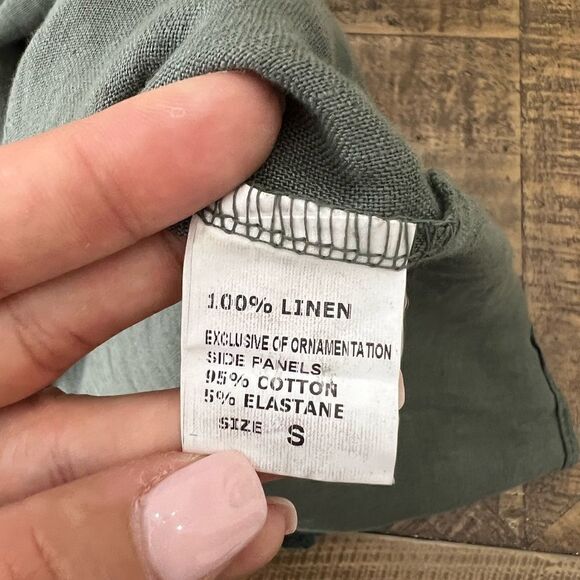 100% LINEN
EXCLUSIVE OF ORNAMENTATION
SIDE PANELS
95% COTTON
5% ELASTANE
SIZE S